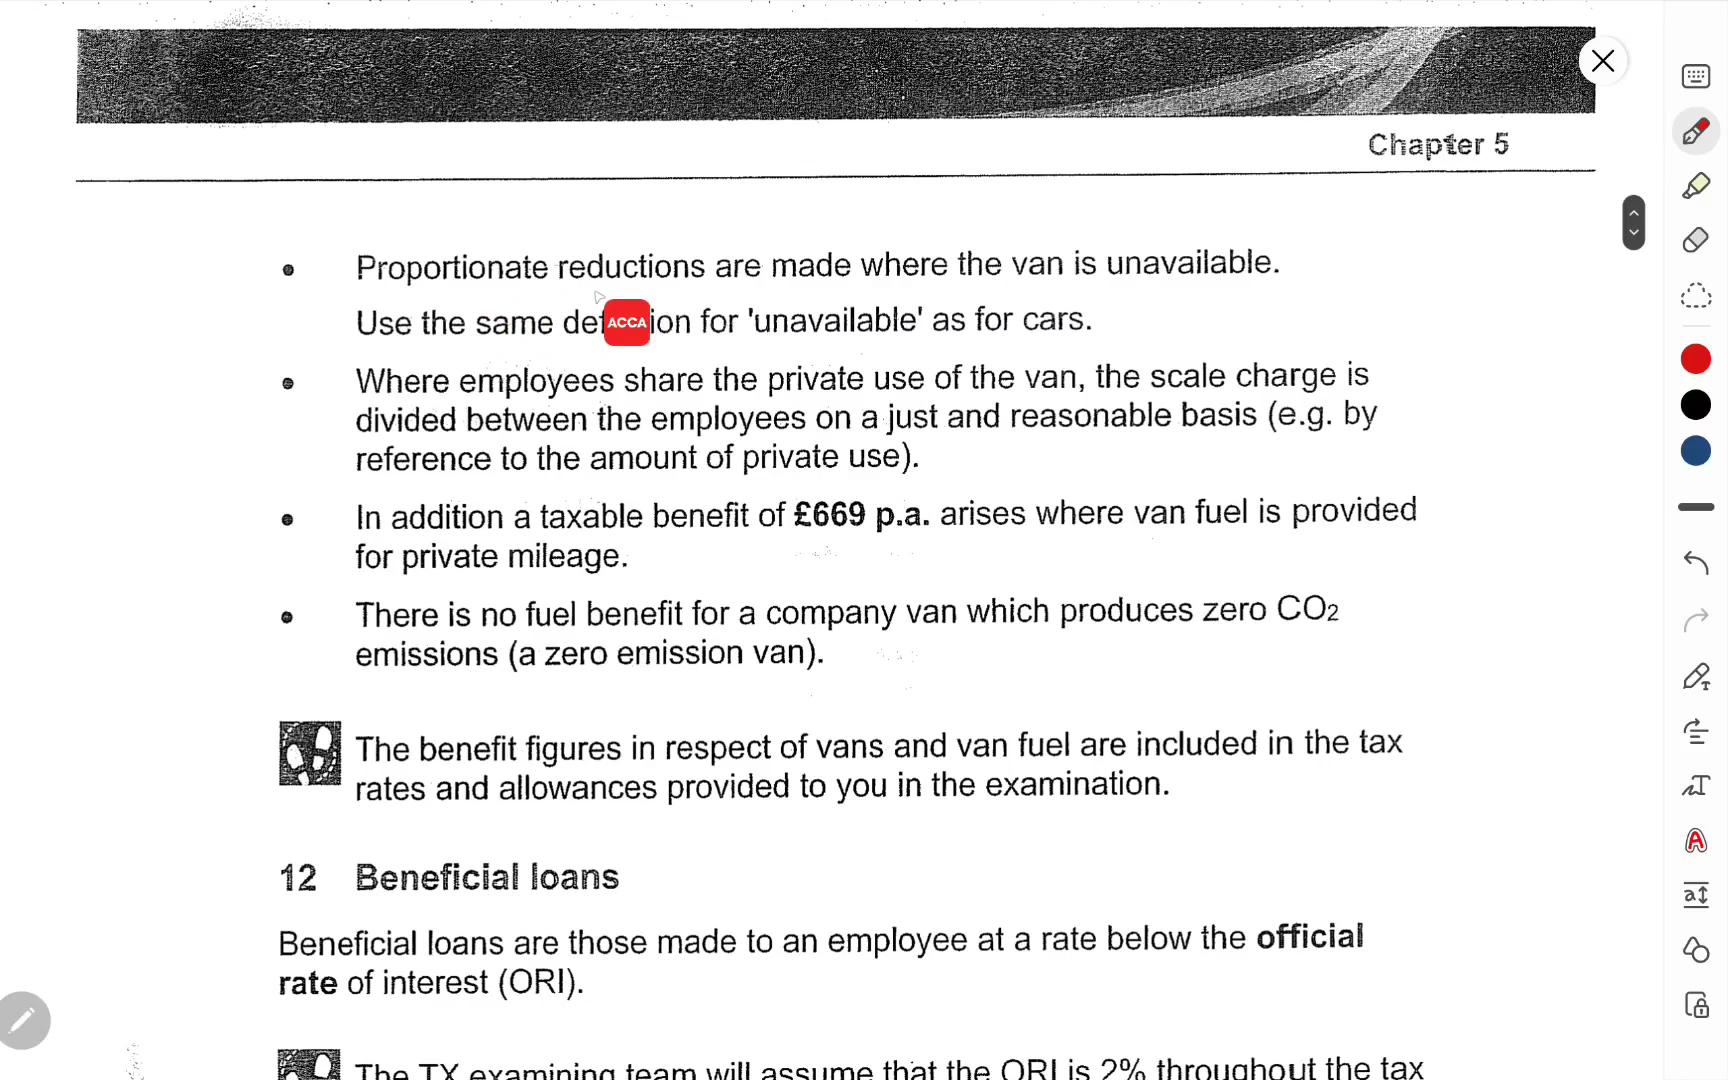 Chapter 5
• Proportionate reductions are made where the van is unavailable.
Use the same def ion for 'unavailable' as for cars.
ACCA
• Where employees share the private use of the van, the scale charge is
divided between the employees on a just and reasonable basis (e.g. by
reference to the amount of private use).
• In addition a taxable benefit of £669 p.a. arises where van fuel is provided
for private mileage.
• There is no fuel benefit for a company van which produces zero CO2
emissions (a zero emission van).
The benefit figures in respect of vans and van fuel are included in the tax
rates and allowances provided to you in the examination.
12 Beneficial loans
Beneficial loans are those made to an employee at a rate below the official
rate of interest (ORI).
The TX examining team will assume that the ORI is 2% throughout the tax